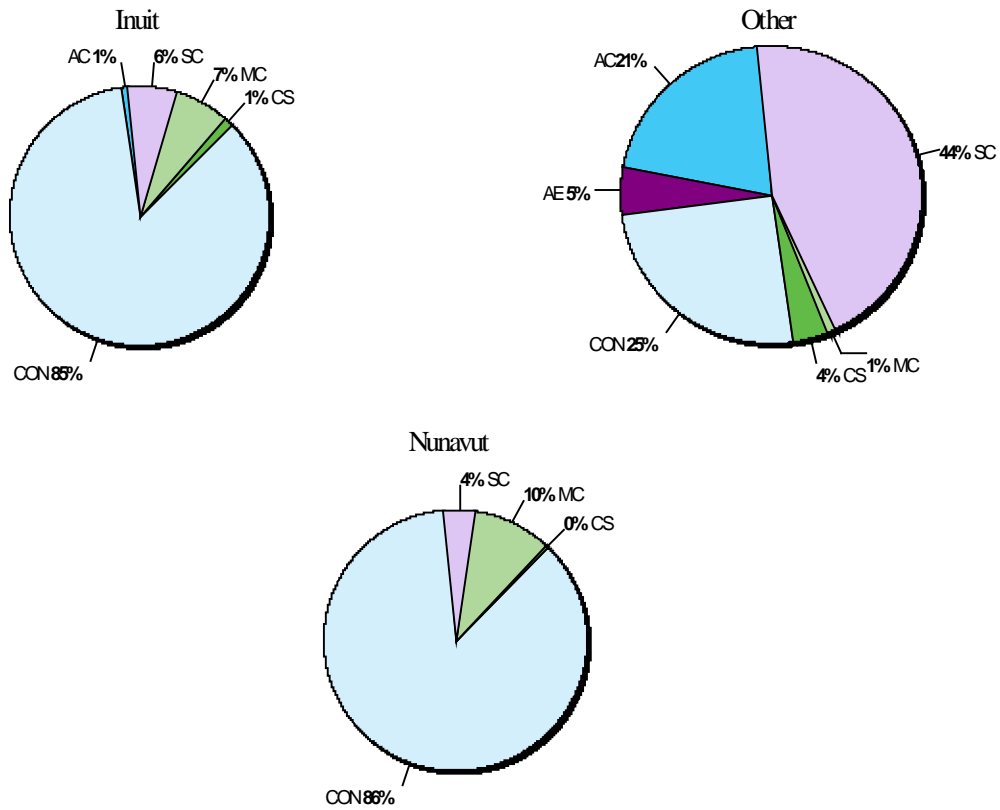 Inuit
AC 1%
6% SC
7% MC
1% CS
CON 85%
Other
AC 21%
44% SC
AE 5%
CON 25%
4% CS
1% MC
Nunavut
4% SC
10% MC
0% CS
CON 86%